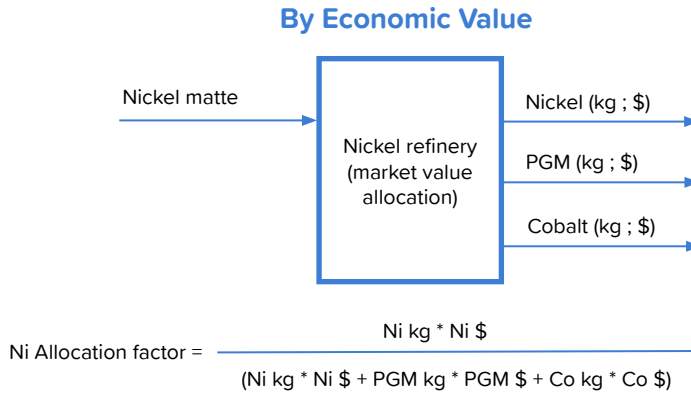 By Economic Value
Nickel matte
Nickel refinery
(market value
allocation)
Nickel (kg ; $)
PGM (kg ; $)
Cobalt (kg ; $)
Ni Allocation factor =
Ni kg * Ni $
(Ni kg * Ni $ + PGM kg * PGM $ + Co kg * Co $)